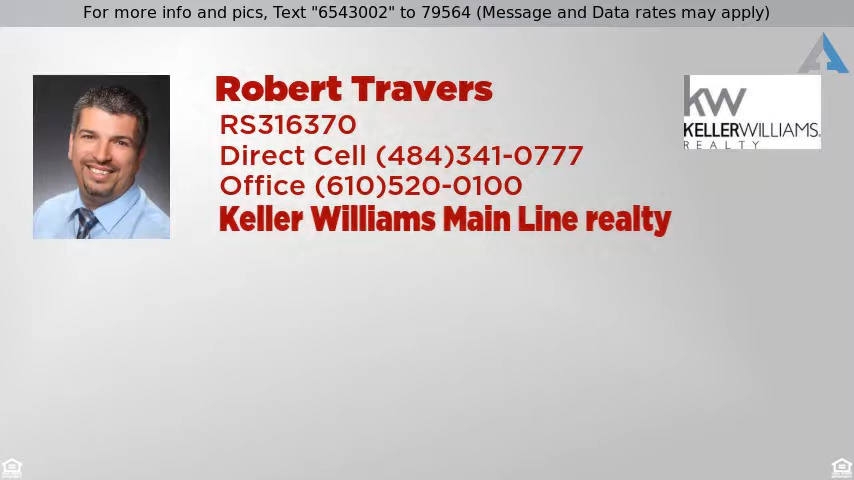 For more info and pics, Text "6543002" to 79564 (Message and Data rates may apply)
Robert Travers
RS316370
Direct Cell (484)341-0777
Office (610)520-0100
Keller Williams Main Line realty
kw
KELLERWILLIAMS.
REALTY